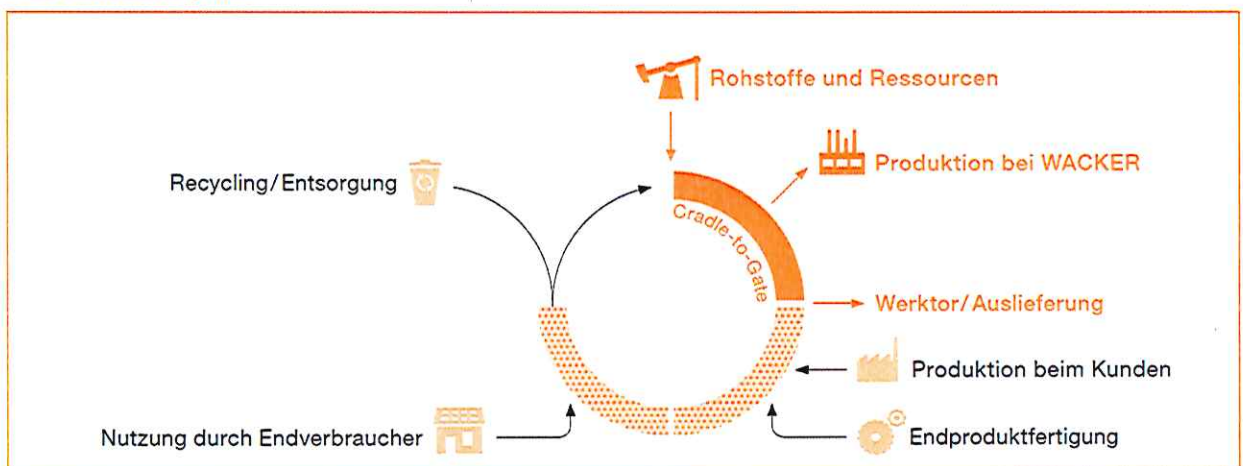 Rohstoffe und Ressourcen
Produktion bei WACKER
Recycling/Entsorgung
Cradle-to-Gate
Werktor/Auslieferung
Produktion beim Kunden
Nutzung durch Endverbraucher
Endproduktfertigung